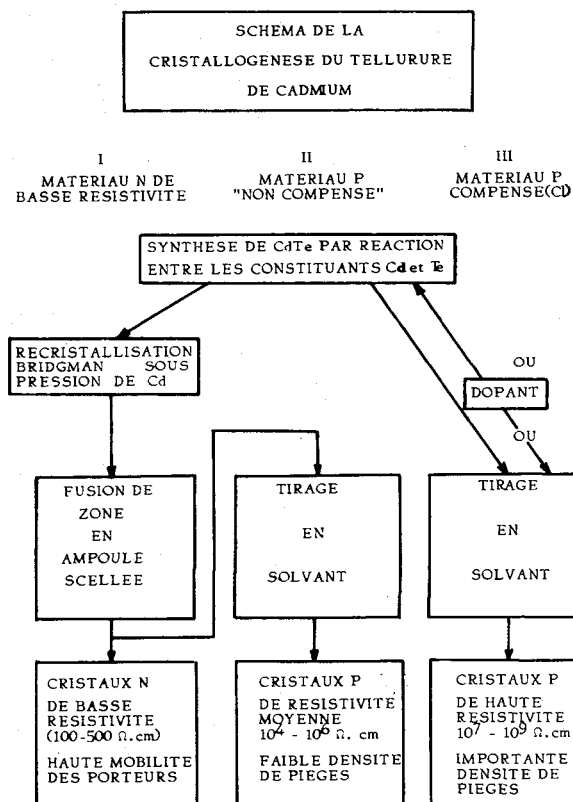 SCHEMA DE LA
CRISTALLOGENESE DU TELLURURE
DE CADMIUM
I
MATERIAU N DE
BASSE RESISTIVITE
II
MATERIAU P
"NON COMPENSE"
III
MATERIAU P
COMPENSE(Cl)
SYNTHESE DE CdTe PAR REACTION
ENTRE LES CONSTITUANTS Cd et Te
RECRISTALLISATION
BRIDGMAN SOUS
PRESSION DE Cd
OU
DOPANT
OU
FUSION DE
ZONE
EN
AMPOULE
SCELLEE
TIRAGE
EN
SOLVANT
TIRAGE
EN
SOLVANT
CRISTAUX N
DE BASSE
RESISTIVITE
(100-500 Ω.cm)
HAUTE MOBILITE
DES PORTEURS
CRISTAUX P
DE RESISTIVITE
MOYENNE
10⁴ - 10⁶ Ω. cm
FAIBLE DENSITE
DE PIEGES
CRISTAUX P
DE HAUTE
RESISTIVITE
10⁷ - 10⁹ Ω.cm
IMPORTANTE
DENSITE DE
PIEGES